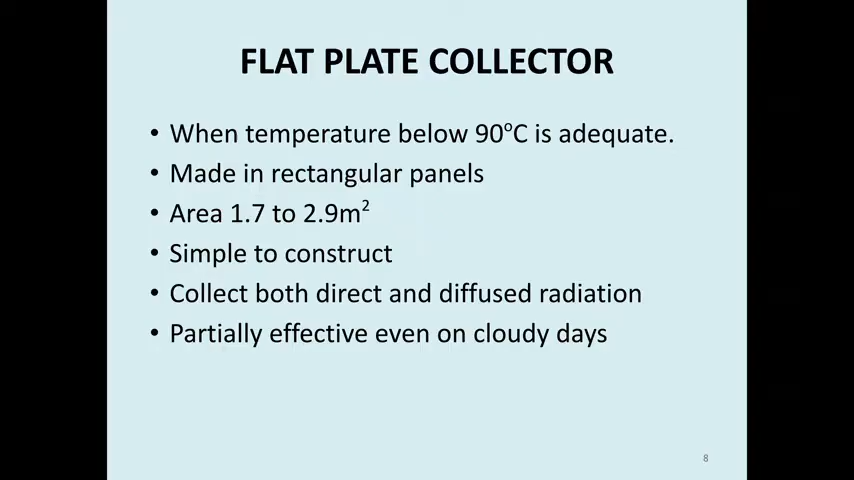 FLAT PLATE COLLECTOR
• When temperature below 90°C is adequate.
• Made in rectangular panels
• Area 1.7 to 2.9m²
• Simple to construct
• Collect both direct and diffused radiation
• Partially effective even on cloudy days
8